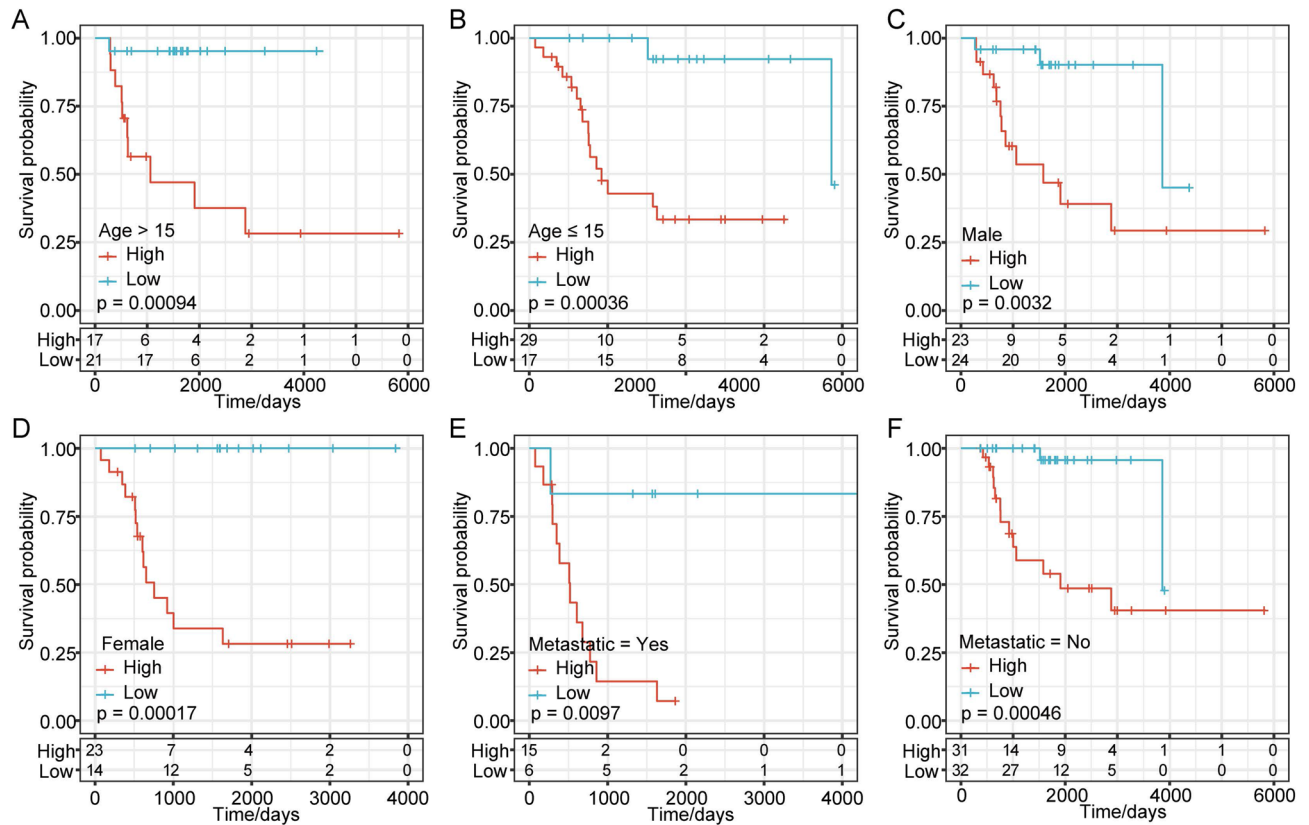 A
1.00
0.75
0.50
0.25
0.00
Survival probability
Age > 15
High
Low
p = 0.00094
High 17 6 4 2 1 1 0
Low 21 17 6 2 1 0 0
0 2000 4000 6000
Time/days
B
1.00
0.75
0.50
0.25
0.00
Survival probability
Age ≤ 15
High
Low
p = 0.00036
High 29 10 5 2 0
Low 17 15 8 4 0
0 2000 4000 6000
Time/days
C
1.00
0.75
0.50
0.25
0.00
Survival probability
Male
High
Low
p = 0.0032
High 23 9 5 2 1 1 0
Low 24 20 9 4 1 0 0
0 2000 4000 6000
Time/days
D
1.00
0.75
0.50
0.25
0.00
Survival probability
Female
High
Low
p = 0.00017
High 23 7 4 2 0
Low 14 12 5 2 0
0 1000 2000 3000 4000
Time/days
E
1.00
0.75
0.50
0.25
0.00
Survival probability
Metastatic = Yes
High
Low
p = 0.0097
High 15 2 0 0 0
Low 6 5 2 1 1
0 1000 2000 3000 4000
Time/days
F
1.00
0.75
0.50
0.25
0.00
Survival probability
Metastatic = No
High
Low
p = 0.00046
High 31 14 9 4 1 1 0
Low 32 27 12 5 0 0 0
0 2000 4000 6000
Time/days